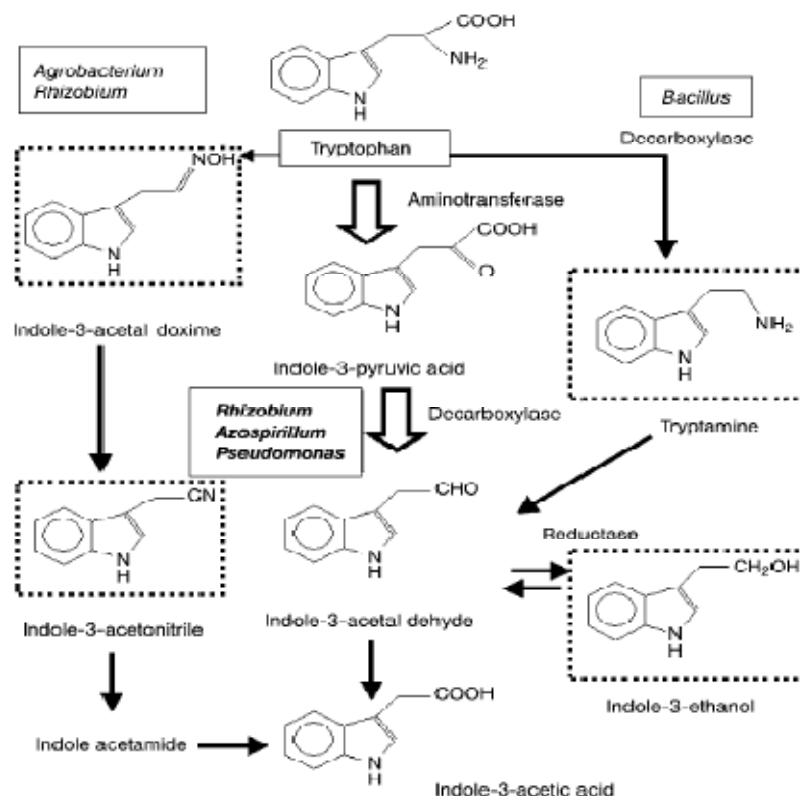 COOH
NH₂
N
H
Agrobacterium
Rhizobium
Bacillus
Decarboxylase
Tryptophan
NOH
N
H
Aminotransferase
COOH
O
N
H
NH₂
N
H
Indole-3-acetal doxime
Indole-3-pyruvic acid
Rhizobium
Azospirillum
Pseudomonas
Decarboxylase
Tryptamine
CN
N
H
CHO
N
H
Reductase
CH₂OH
N
H
Indole-3-acetonitrile
Indole-3-acetal dehyde
Indole-3-ethanol
COOH
N
H
Indole acetamide
Indole-3-acetic acid